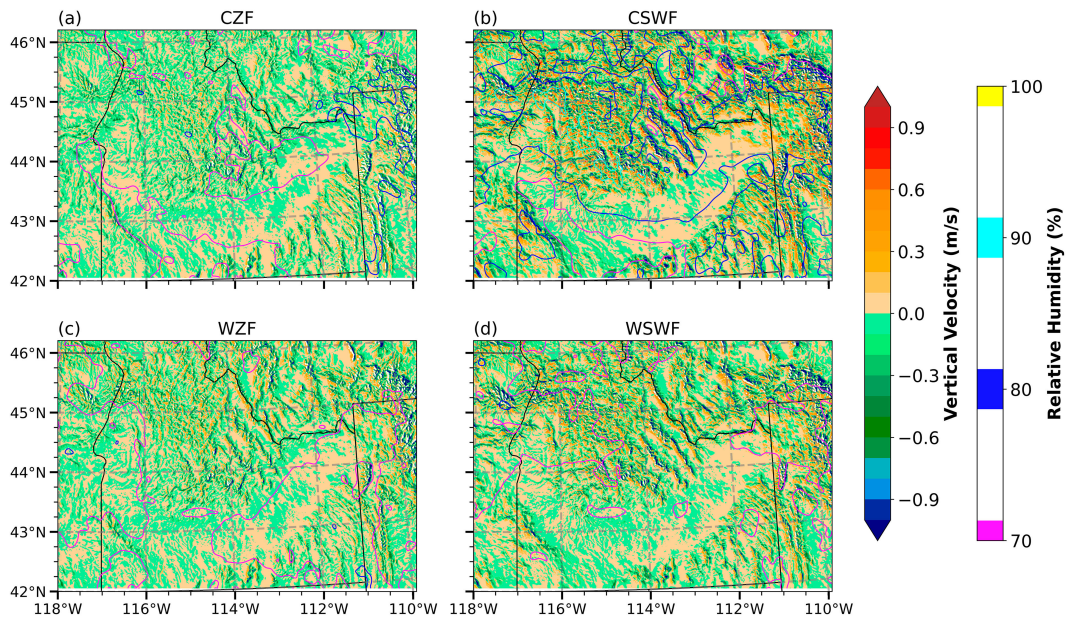 (a) CZF
(b) CSWF
46°N
45°N
44°N
43°N
42°N
(c) WZF
(d) WSWF
46°N
45°N
44°N
43°N
42°N
118°W 116°W 114°W 112°W 110°W
118°W 116°W 114°W 112°W 110°W
0.9
0.6
0.3
0.0
−0.3
−0.6
−0.9
Vertical Velocity (m/s)
100
90
80
70
Relative Humidity (%)